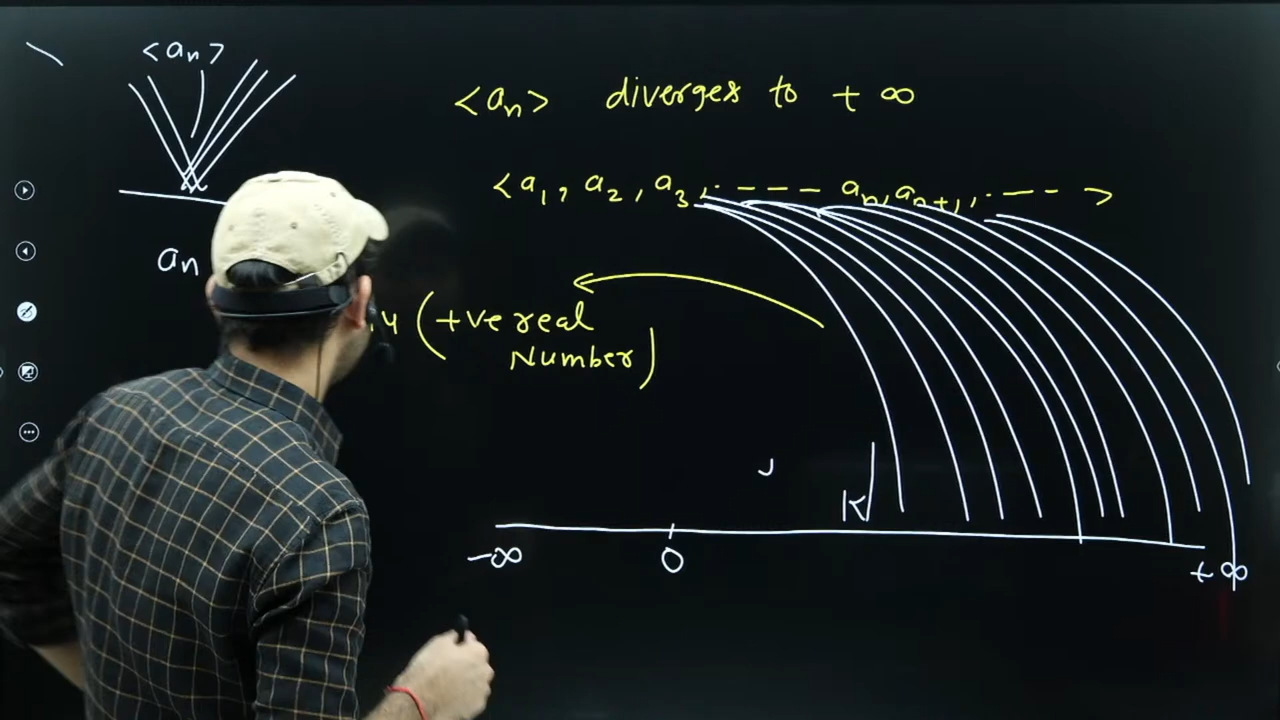 <aₙ>
<aₙ> diverges to + ∞
<a₁, a₂, a₃, ---- aₙ, aₙ₊₁, --- >
aₙ
(+ve real
Number)
K
-∞ 0 + ∞